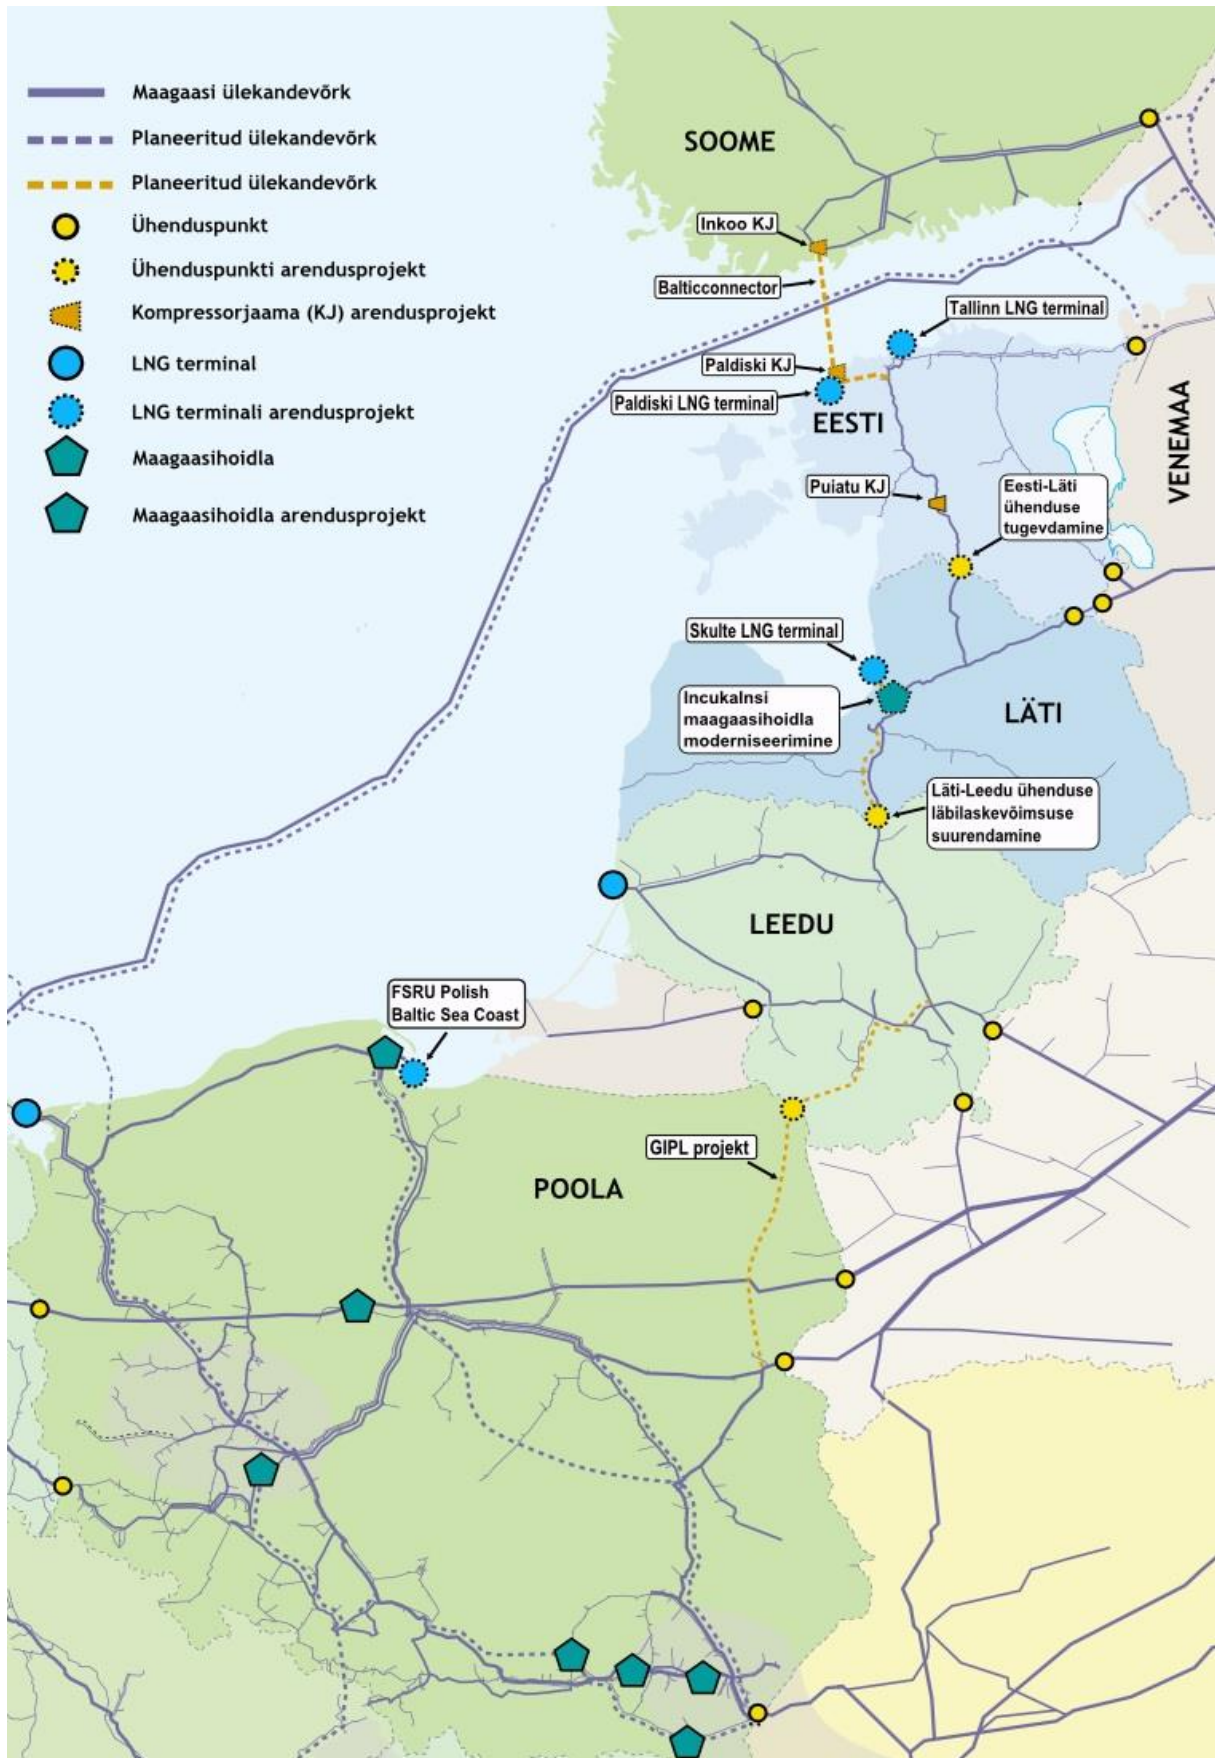 Maagaasi ülekandevõrk
Planeeritud ülekandevõrk
Planeeritud ülekandevõrk
Ühenduspunkt
Ühenduspunkti arendusprojekt
Kompressorjaama (KJ) arendusprojekt
LNG terminal
LNG terminali arendusprojekt
Maagaasihoidla
Maagaasihoidla arendusprojekt
SOOME
Inkoo KJ
Balticconnector
Tallinn LNG terminal
Paldiski KJ
Paldiski LNG terminal
EESTI
VENEMAA
Puiatu KJ
Eesti-Läti
ühenduse
tugevdamine
Skulte LNG terminal
Incukalnsi
maagaasihoidla
moderniseerimine
LÄTI
Läti-Leedu ühenduse
läbilaskevõimsuse
suurendamine
LEEDU
FSRU Polish
Baltic Sea Coast
GIPL projekt
POOLA